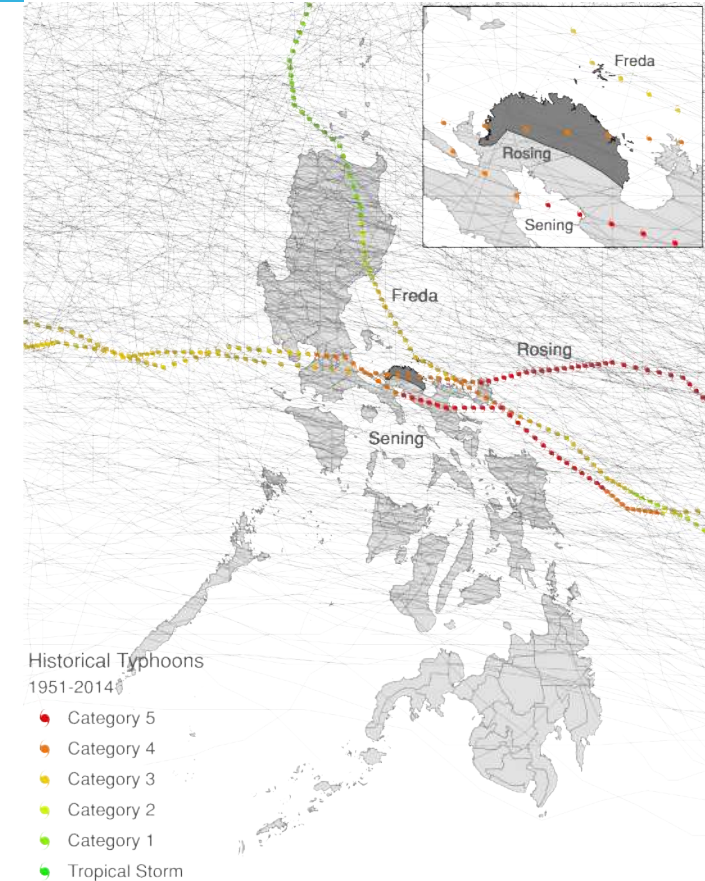 Freda
Rosing
Sening
Freda
Rosing
Sening
Historical Typhoons
1951-2014
Category 5
Category 4
Category 3
Category 2
Category 1
Tropical Storm